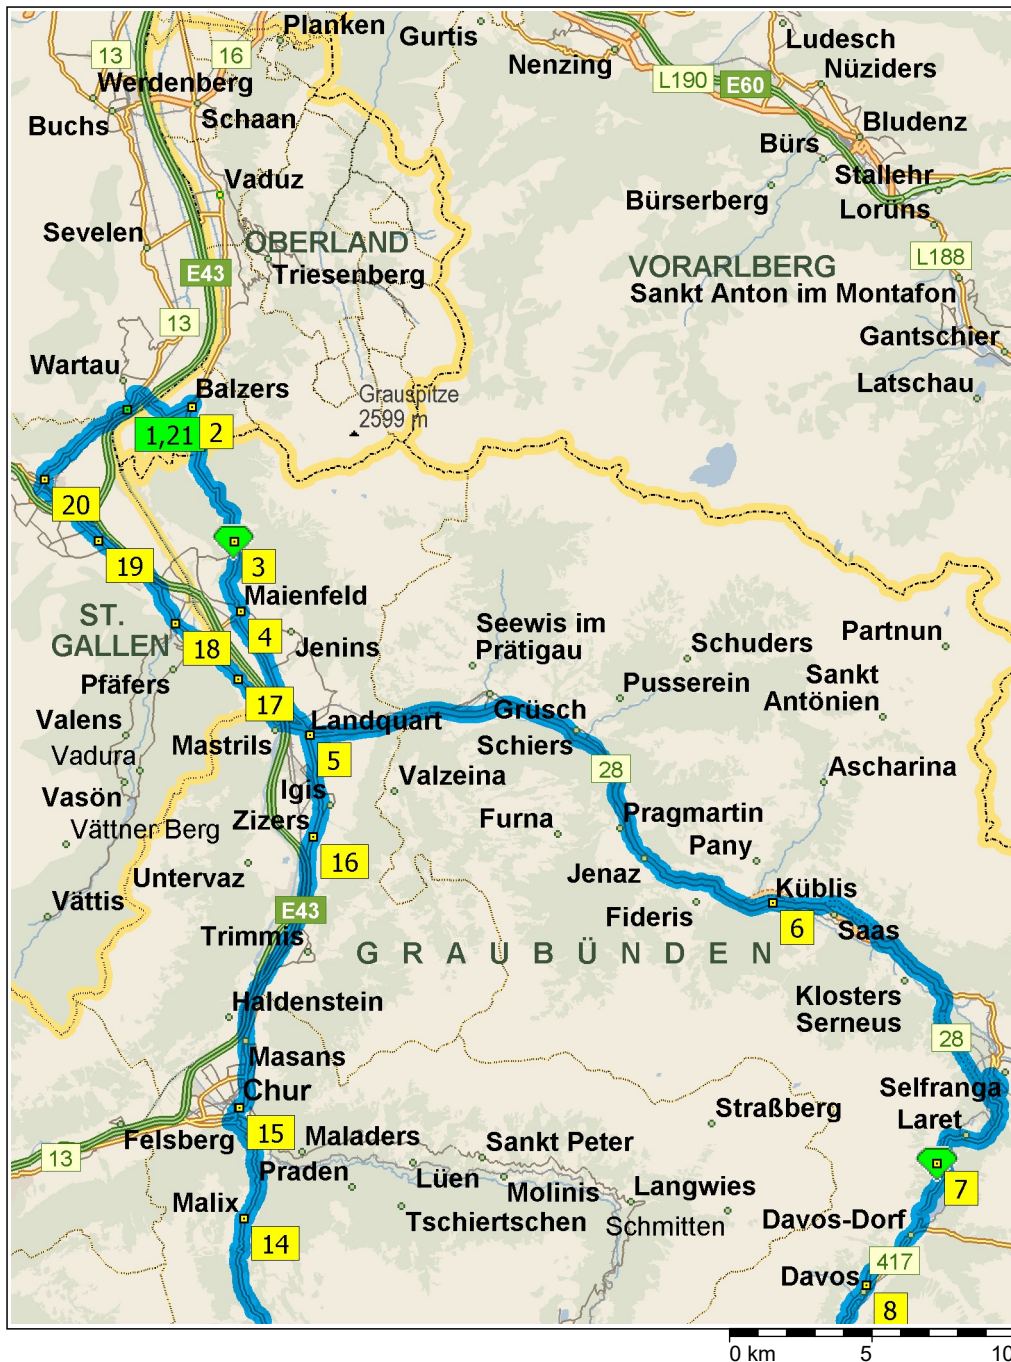 Planken
Gurtis
Ludesch
Nenzing
Nüziders
13
16
L190
E60
Werdenberg
Schaan
Buchs
Bludenz
Bürs
Vaduz
Stallehr
Bürserberg
Loruns
Sevelen
OBERLAND
Triesenberg
E43
L188
VORARLBERG
Sankt Anton im Montafon
13
Gantschier
Wartau
Balzers
Grauspitze
2599 m
Latschau
1,21
2
20
19
3
Maienfeld
ST.
GALLEN
4
18
Jenins
Seewis im
Prätigau
Schuders
Partnun
Pfäfers
Pusserein
Sankt
Antönien
17
Valens
Landquart
Grüsch
Mastrils
Schiers
Vadura
5
28
Ascharina
Vasön
Igis
Valzeina
Zizers
Furna
Pragmartin
Vättner Berg
16
Pany
Untervaz
Jenaz
Küblis
Vättis
E43
Fideris
6
Saas
Trimmis
GRAUBÜNDEN
Klosters
Serneus
Haldenstein
28
Masans
Selfranga
Chur
Straßberg
Laret
Felsberg
15
Maladers
Sankt Peter
13
Praden
Lüen
Molinis
Langwies
7
Malix
Tschiertschen
Schmitten
Davos-Dorf
14
417
Davos
8
0 km
5
10